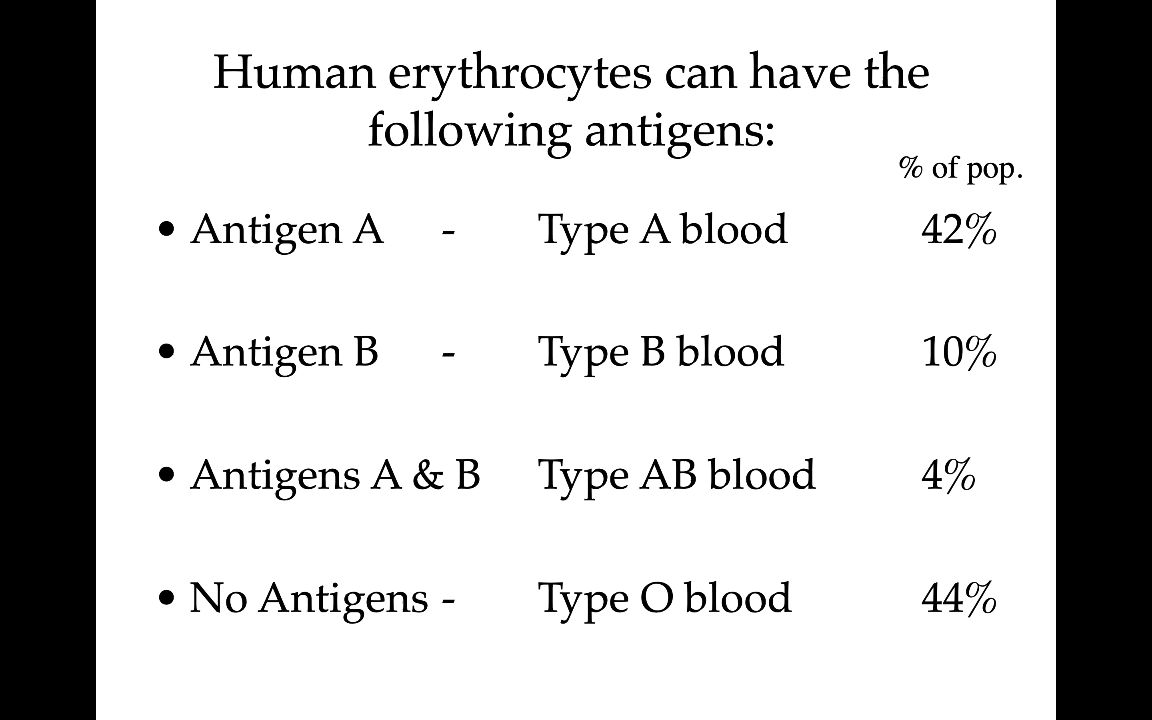 Human erythrocytes can have the
following antigens:
% of pop.
• Antigen A - Type A blood 42%
• Antigen B - Type B blood 10%
• Antigens A & B Type AB blood 4%
• No Antigens - Type O blood 44%